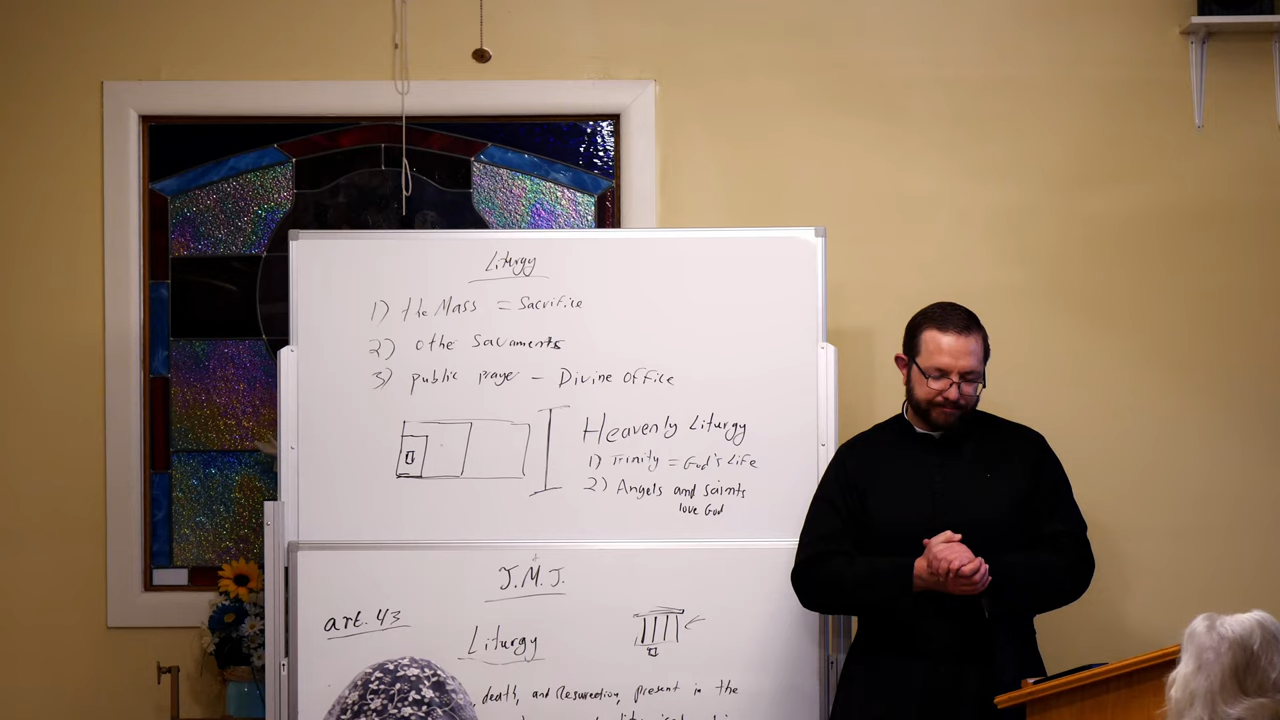 Liturgy
1) the Mass = Sacrifice
2) other Sacraments
3) public prayer - Divine Office
Heavenly Liturgy
1) Trinity = God's Life
2) Angels and Saints
love God
J.M.J.
art. 43
Liturgy
, death, and Resurection, present in the